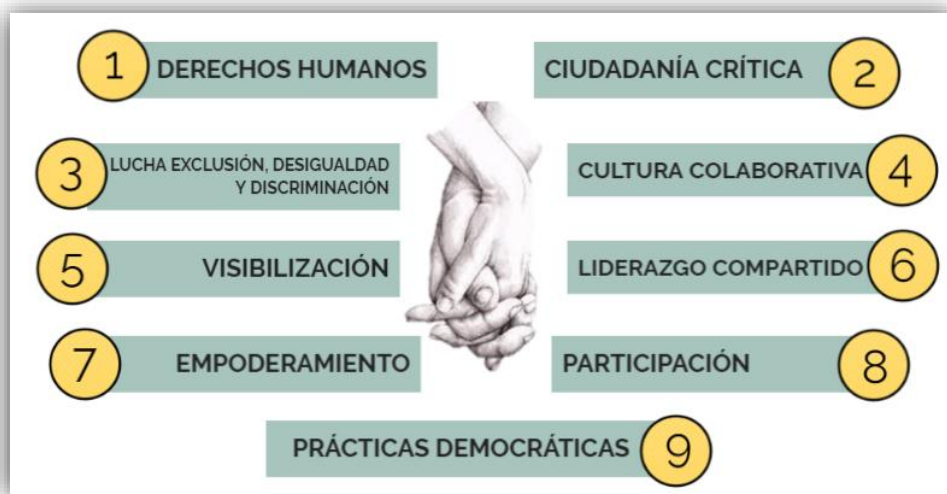 1 DERECHOS HUMANOS
CIUDADANÍA CRÍTICA 2
3 LUCHA EXCLUSIÓN, DESIGUALDAD
Y DISCRIMINACIÓN
CULTURA COLABORATIVA 4
5 VISIBILIZACIÓN
LIDERAZGO COMPARTIDO 6
7 EMPODERAMIENTO
PARTICIPACIÓN 8
PRÁCTICAS DEMOCRÁTICAS 9